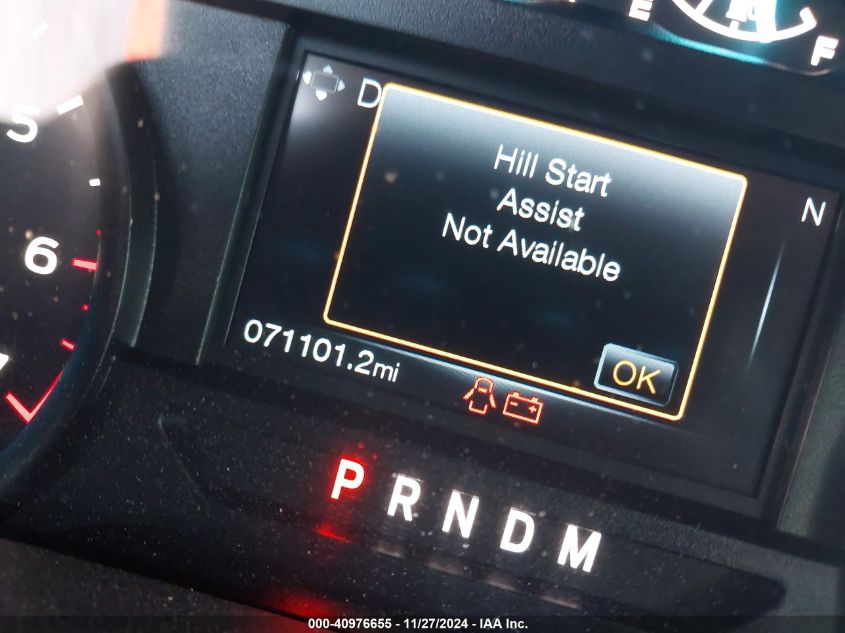 E
F
5
D
Hill Start
Assist
Not Available
N
6
071101.2mi
OK
P R N D M
000-40976655 - 11/27/2024 - IAA Inc.